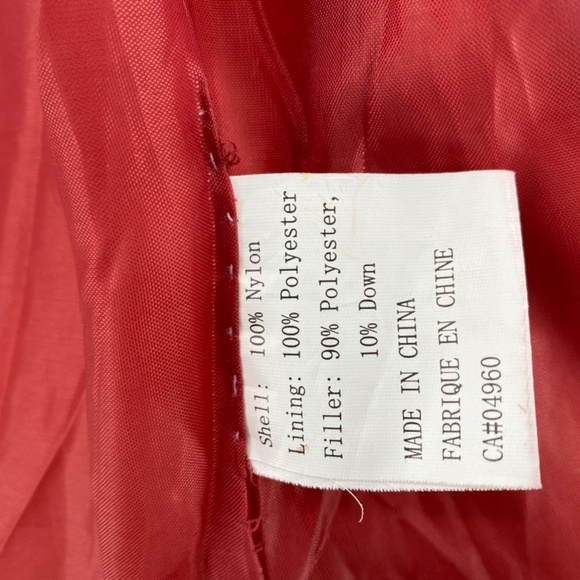 Shell: 100% Nylon
Lining: 100% Polyester
Filler: 90% Polyester,
10% Down
MADE IN CHINA
FABRIQUE EN CHINE
CA#04960